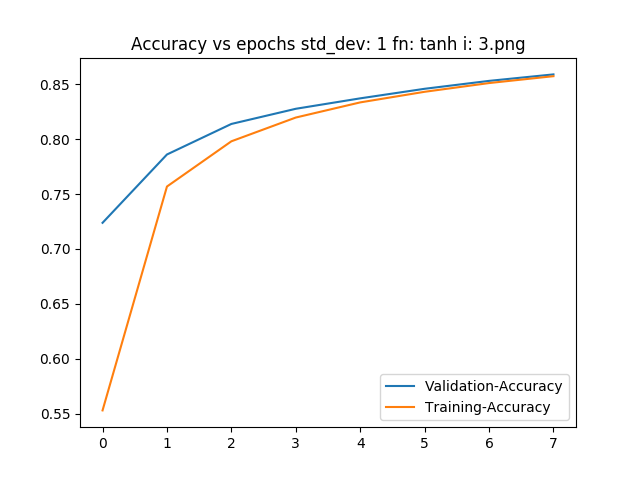 Accuracy vs epochs std_dev: 1 fn: tanh i: 3.png
0.85
0.80
0.75
0.70
0.65
0.60
0.55
Validation-Accuracy
Training-Accuracy
0 1 2 3 4 5 6 7